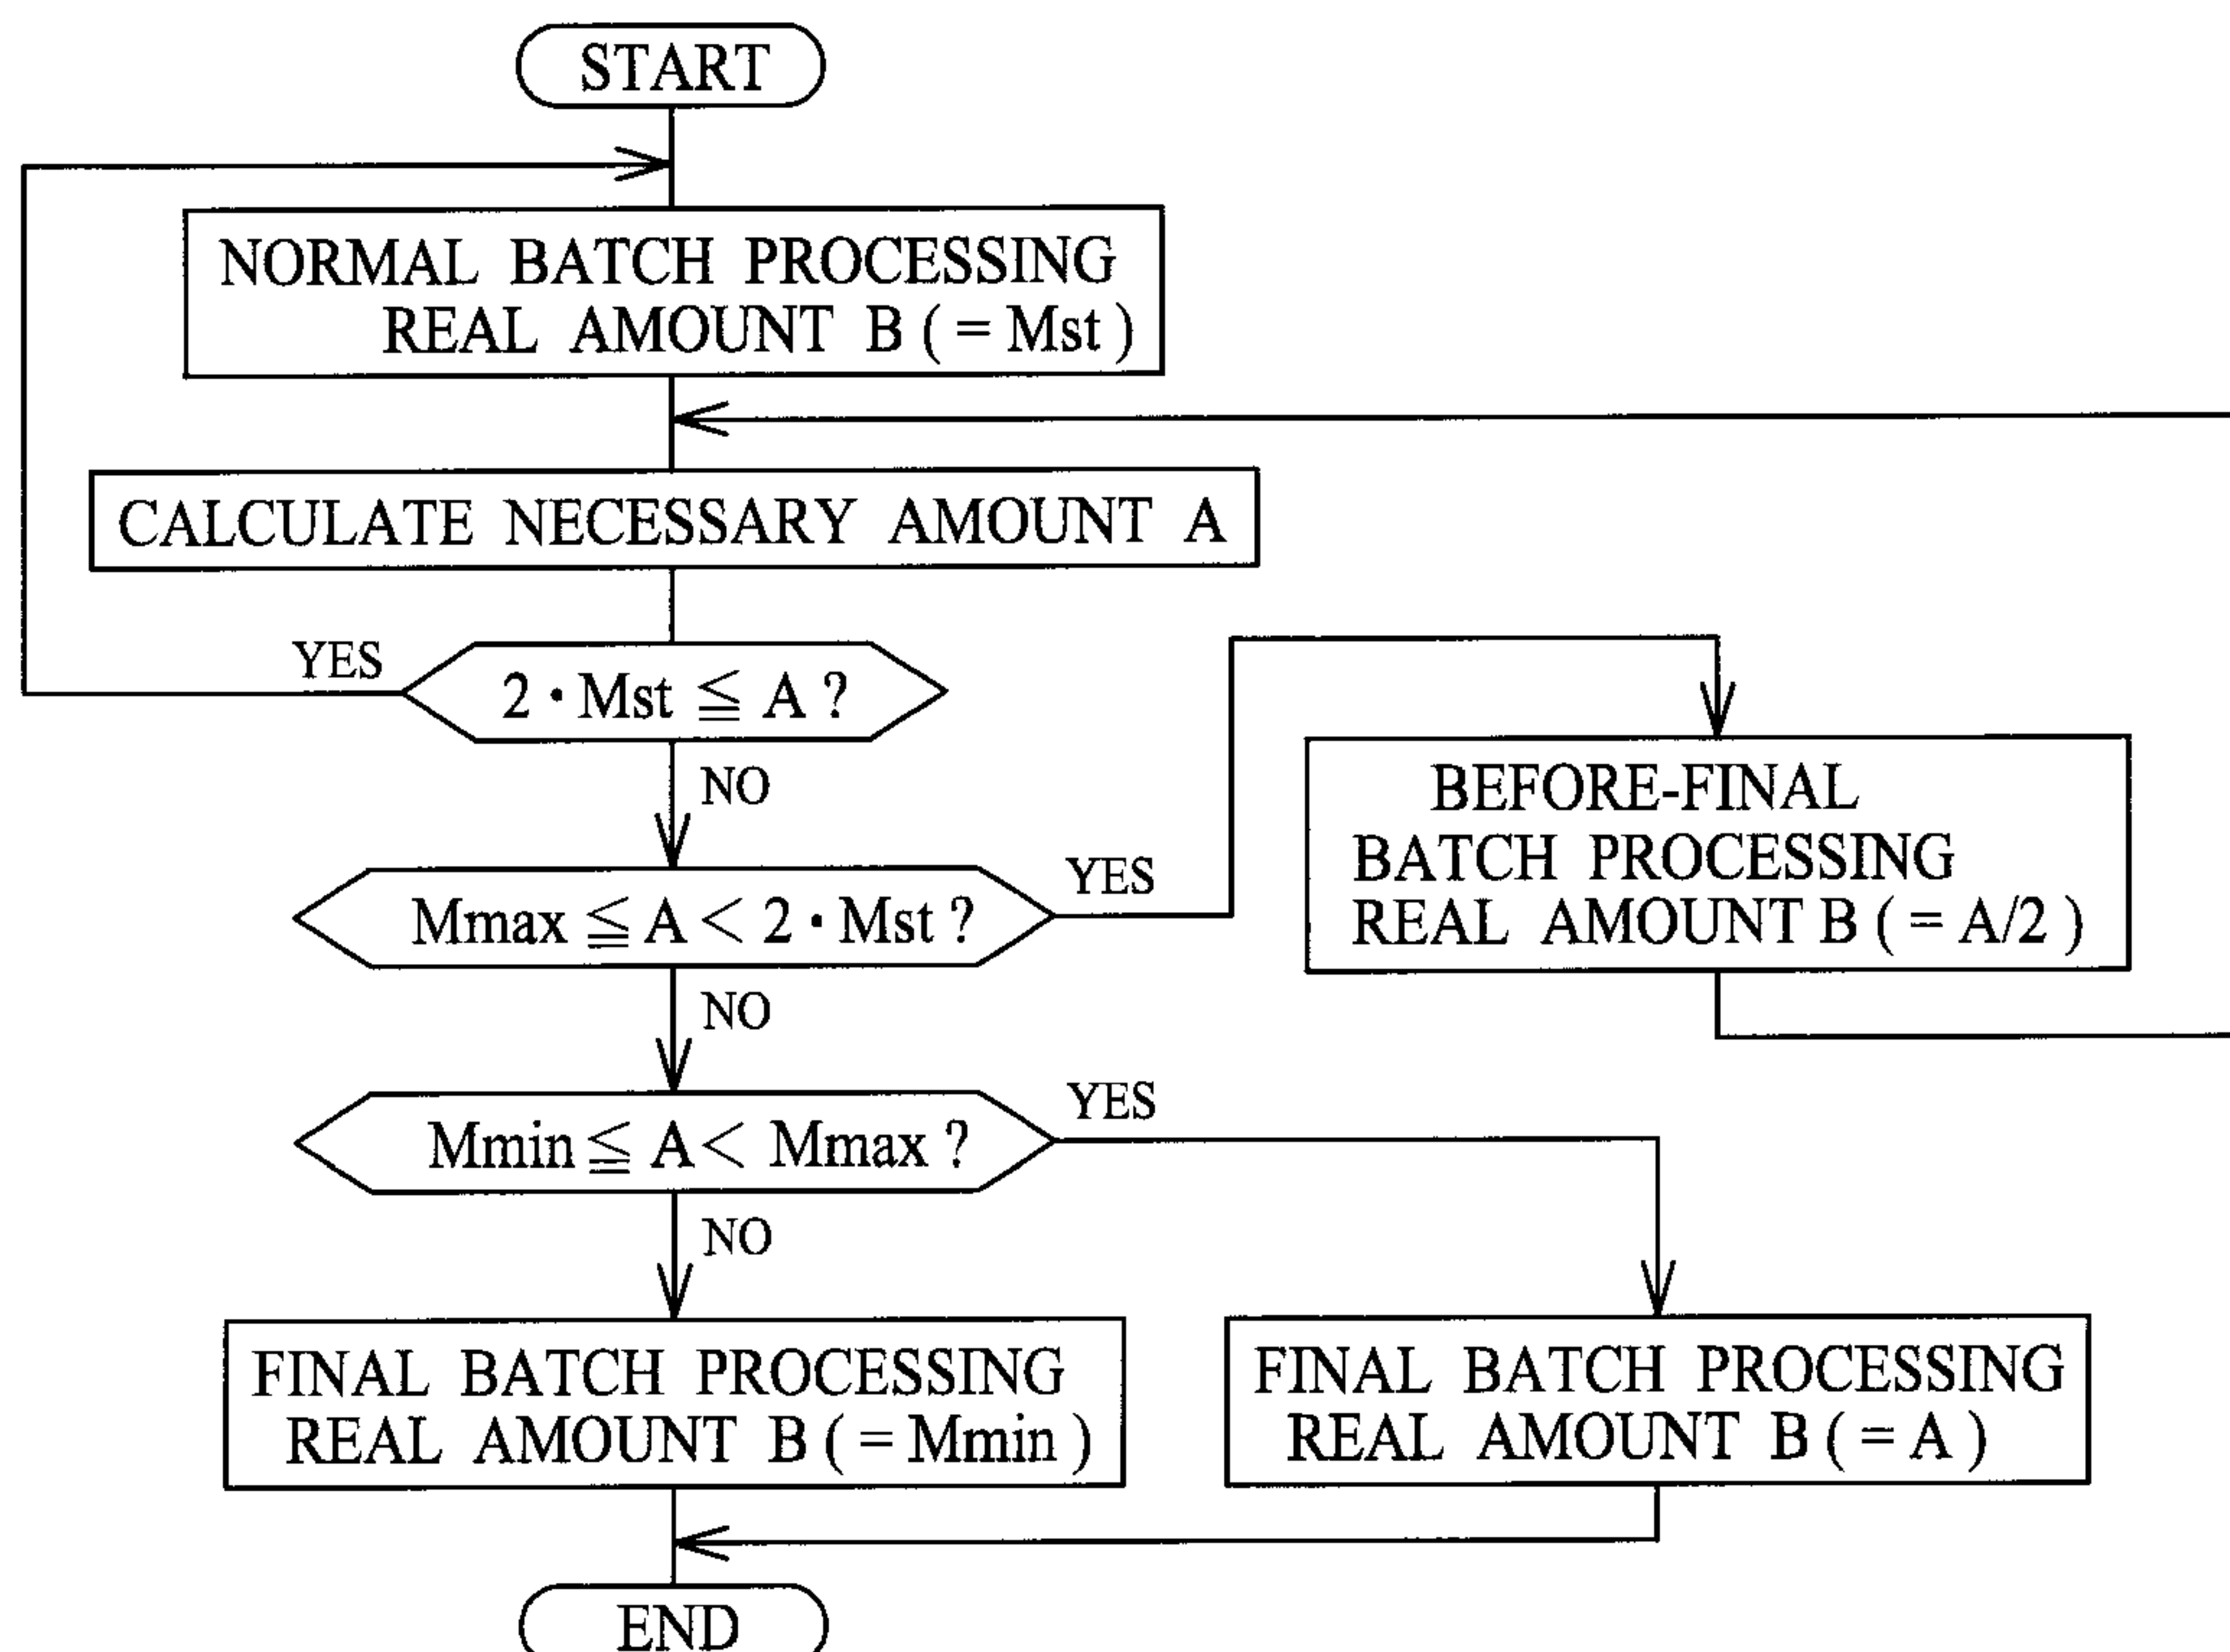 START
NORMAL BATCH PROCESSING
REAL AMOUNT B ( = Mst )
CALCULATE NECESSARY AMOUNT A
YES
2 · Mst ≦ A ?
NO
BEFORE-FINAL
BATCH PROCESSING
REAL AMOUNT B ( = A/2 )
YES
Mmax ≦ A < 2 · Mst ?
NO
YES
Mmin ≦ A < Mmax ?
NO
FINAL BATCH PROCESSING
REAL AMOUNT B ( = Mmin )
FINAL BATCH PROCESSING
REAL AMOUNT B ( = A )
END